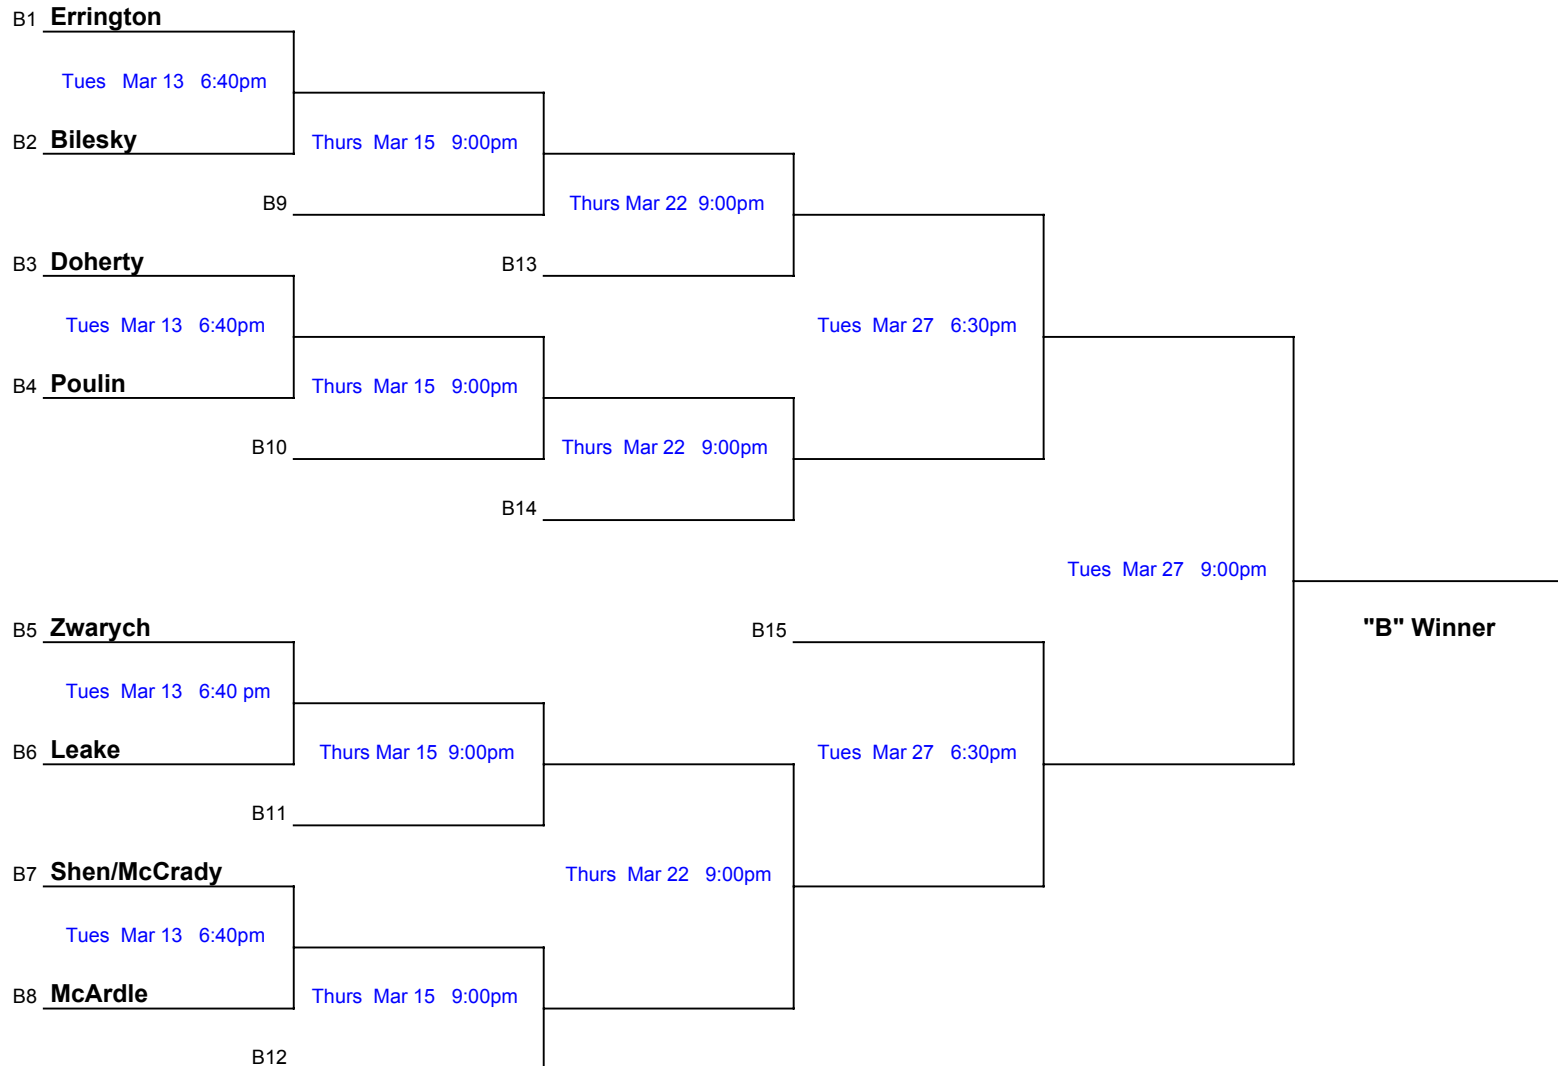 B1 Errington
Tues Mar 13 6:40pm
B2 Bilesky
Thurs Mar 15 9:00pm
B9
Thurs Mar 22 9:00pm
B3 Doherty
B13
Tues Mar 13 6:40pm
Tues Mar 27 6:30pm
B4 Poulin
Thurs Mar 15 9:00pm
B10
Thurs Mar 22 9:00pm
B14
Tues Mar 27 9:00pm
B5 Zwarych
B15
"B" Winner
Tues Mar 13 6:40 pm
B6 Leake
Thurs Mar 15 9:00pm
Tues Mar 27 6:30pm
B11
B7 Shen/McCrady
Thurs Mar 22 9:00pm
Tues Mar 13 6:40pm
B8 McArdle
Thurs Mar 15 9:00pm
B12